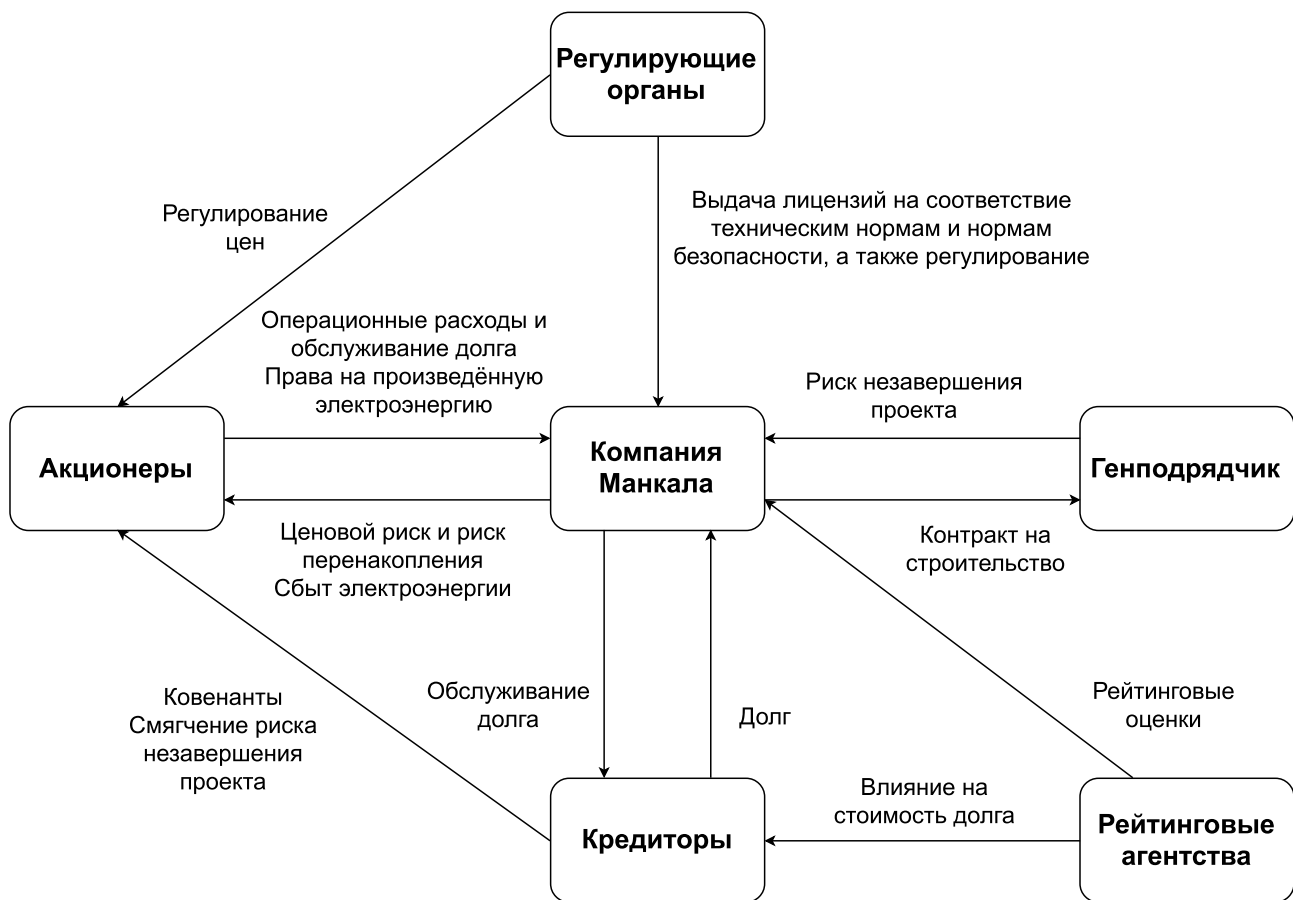 Регулирующие
органы
Регулирование
цен
Выдача лицензий на соответствие
техническим нормам и нормам
безопасности, а также регулирование
Операционные расходы и
обслуживание долга
Права на произведённую
электроэнергию
Риск незавершения
проекта
Акционеры
Компания
Манкала
Генподрядчик
Ценовой риск и риск
перенакопления
Сбыт электроэнергии
Контракт на
строительство
Ковенанты
Смягчение риска
незавершения
проекта
Обслуживание
долга
Долг
Рейтинговые
оценки
Влияние на
стоимость долга
Кредиторы
Рейтинговые
агентства